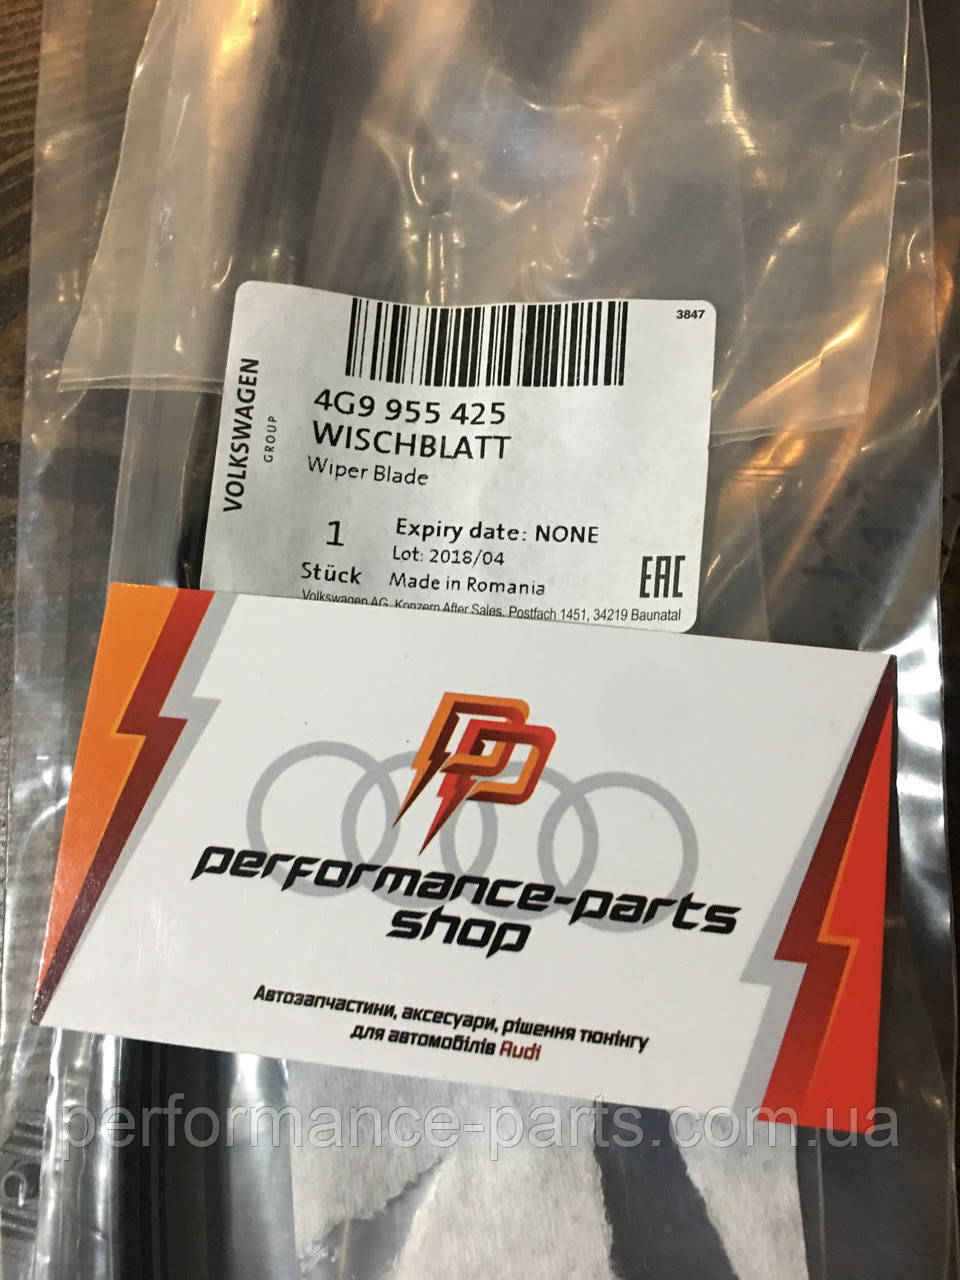 3847
VOLKSWAGEN
GROUP
4G9 955 425
WISCHBLATT
Wiper Blade
1
Stück
Expiry date: NONE
Lot: 2018/04
Made in Romania
EAC
Volkswagen AG, Konzern After Sales, Postfach 1451, 34219 Baunatal
performance-parts
shop
Автозапчастини, аксесуари, рішення тюнінгу
для автомобілів Audi
performance-parts.com.ua